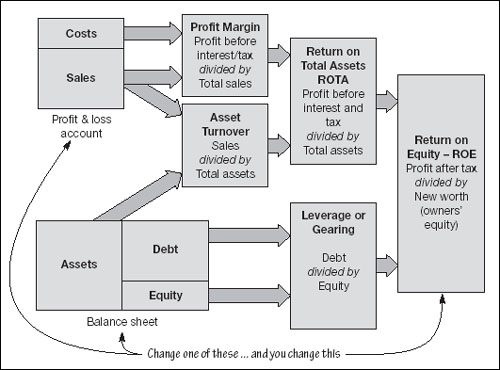 Costs
Sales
Profit & loss
account
Profit Margin
Profit before
interest/tax
divided by
Total sales
Asset
Turnover
Sales
divided by
Total assets
Return on
Total Assets
ROTA
Profit before
interest and
tax
divided by
Total assets
Return on
Equity – ROE
Profit after tax
divided by
New worth
(owners'
equity)
Assets
Debt
Equity
Balance sheet
Leverage or
Gearing
Debt
divided by
Equity
Change one of these ... and you change this